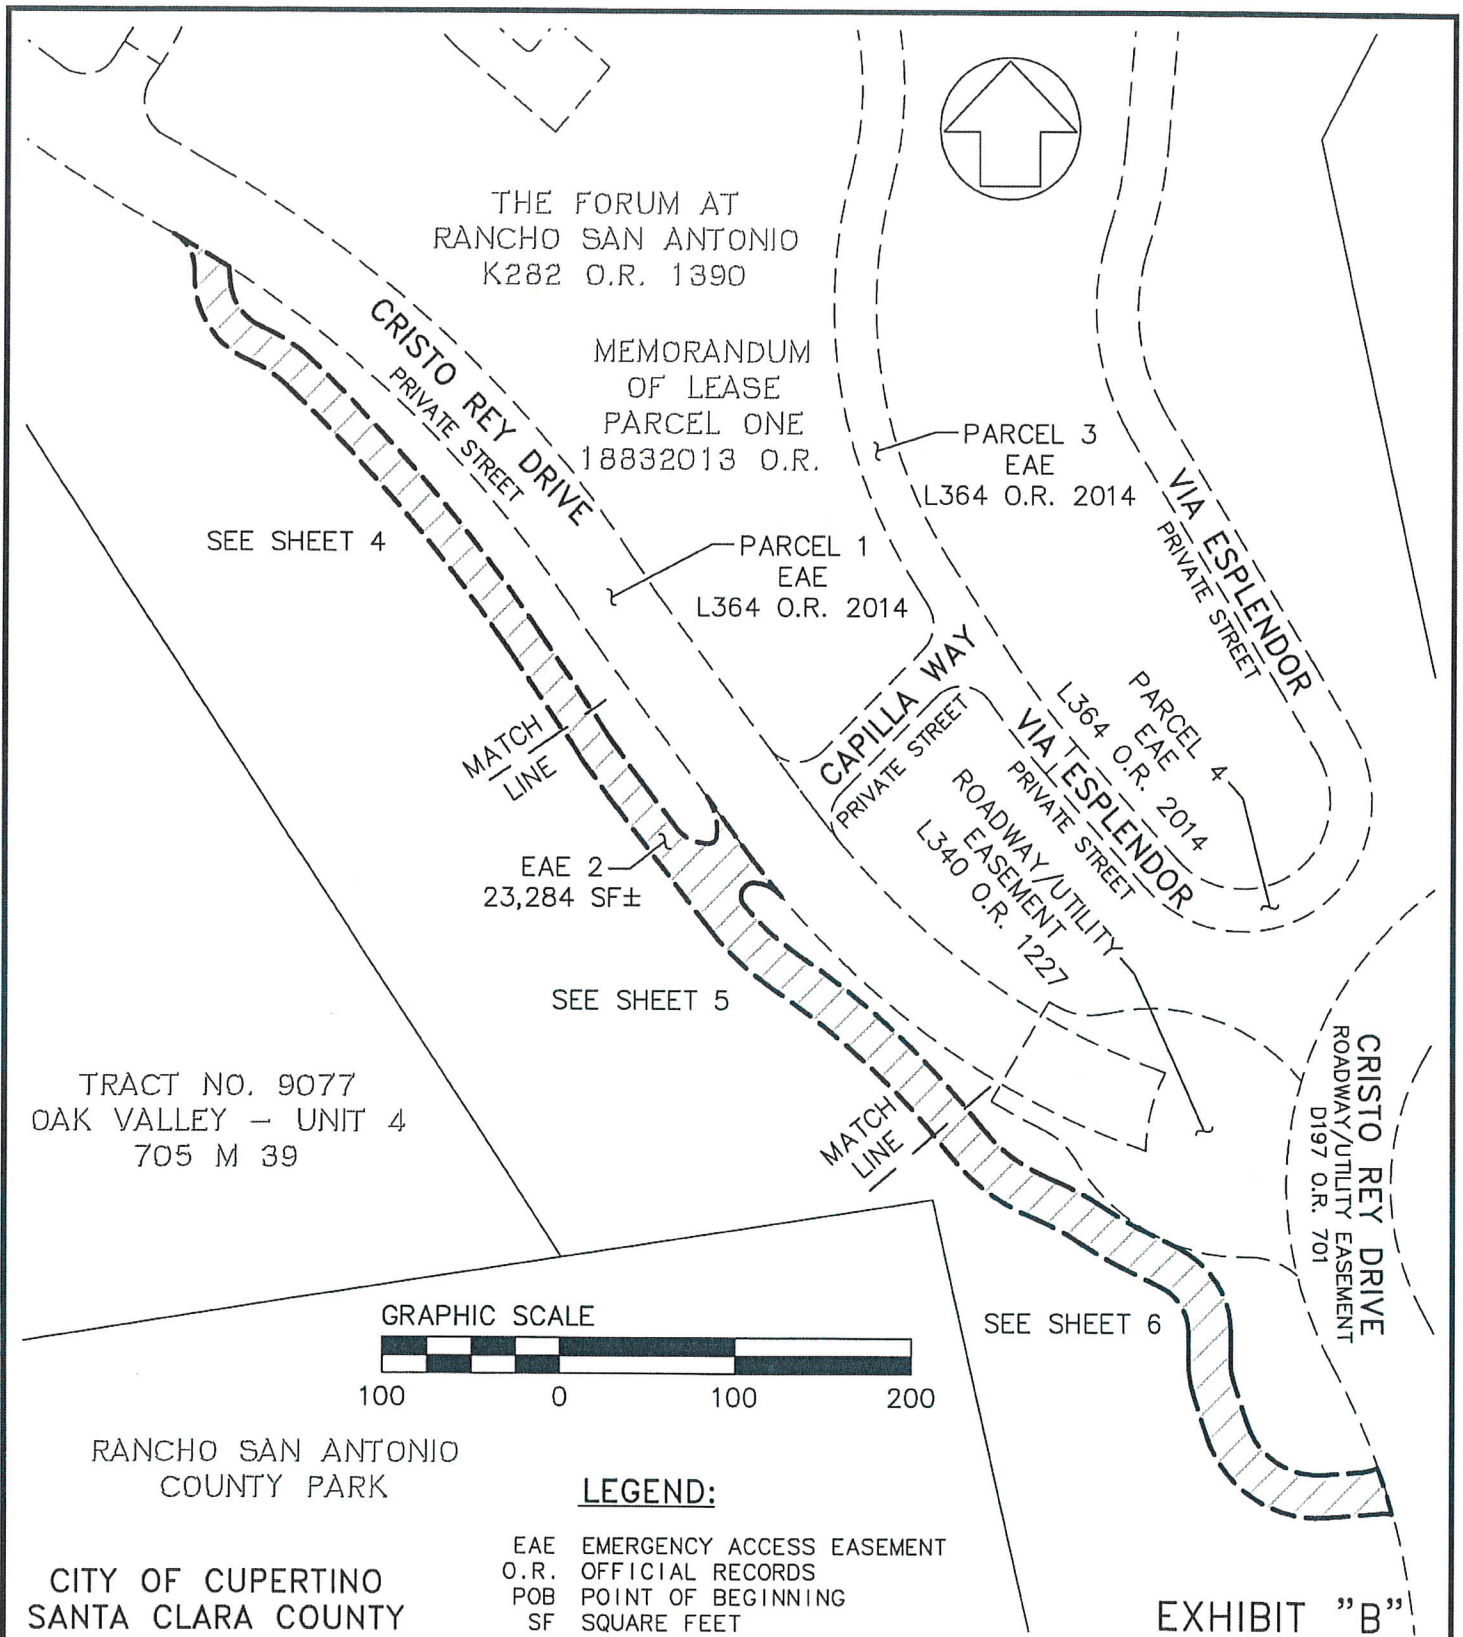 THE FORUM AT
RANCHO SAN ANTONIO
K282 O.R. 1390
MEMORANDUM
OF LEASE
PARCEL ONE
18832013 O.R.
CRISTO REY DRIVE
PRIVATE STREET
PARCEL 3
EAE
L364 O.R. 2014
VIA ESPLENDOR
PRIVATE STREET
SEE SHEET 4
PARCEL 1
EAE
L364 O.R. 2014
CAPILLA WAY
PRIVATE STREET
PARCEL 4
EAE
L364 O.R. 2014
VIA ESPLENDOR
PRIVATE STREET
MATCH
LINE
ROADWAY/UTILITY
EASEMENT
L340 O.R. 1227
EAE 2
23,284 SF±
SEE SHEET 5
TRACT NO. 9077
OAK VALLEY – UNIT 4
705 M 39
MATCH
LINE
CRISTO REY DRIVE
ROADWAY/UTILITY EASEMENT
D197 O.R. 701
SEE SHEET 6
GRAPHIC SCALE
100 0 100 200
RANCHO SAN ANTONIO
COUNTY PARK
LEGEND:
EAE EMERGENCY ACCESS EASEMENT
O.R. OFFICIAL RECORDS
POB POINT OF BEGINNING
SF SQUARE FEET
CITY OF CUPERTINO
SANTA CLARA COUNTY
EXHIBIT "B"